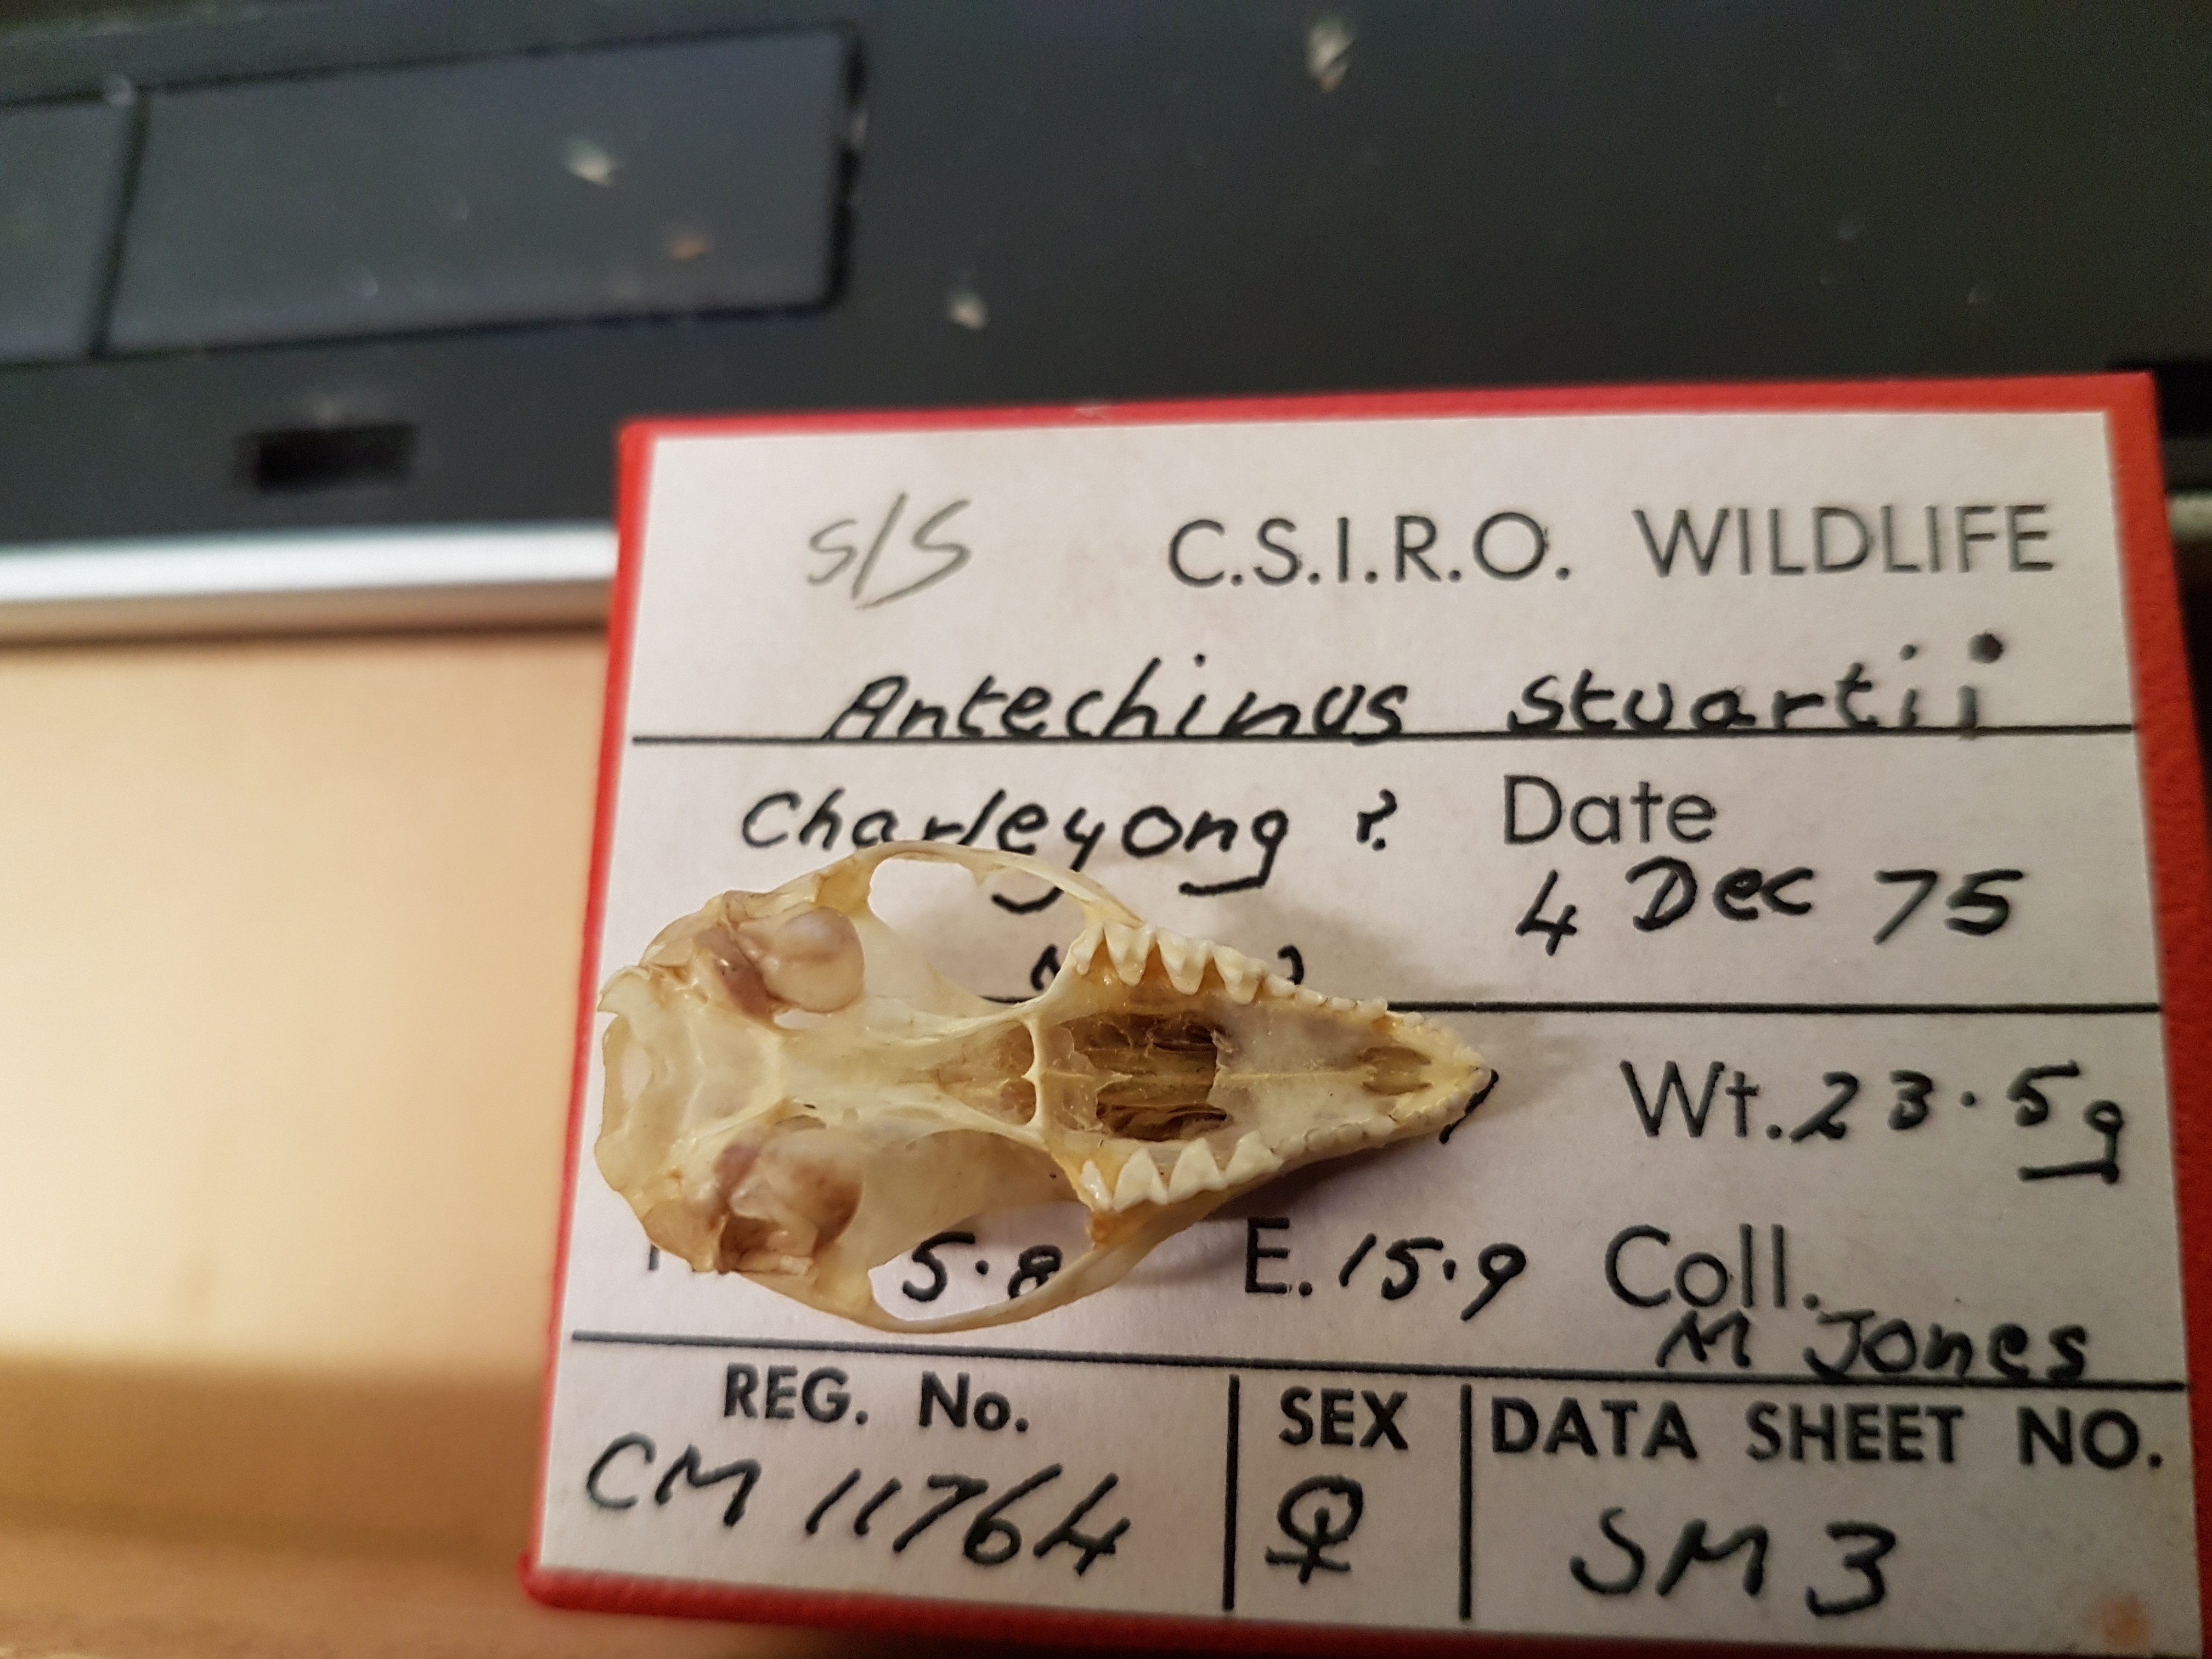 S/S C.S.I.R.O. WILDLIFE
Antechinus stuartii
Charleyong ? Date
4 Dec 75
Wt. 23.5g
5.8 E. 15.9 Coll.
M Jones
REG. No. SEX DATA SHEET NO.
CM 11764 ♀ SM 3